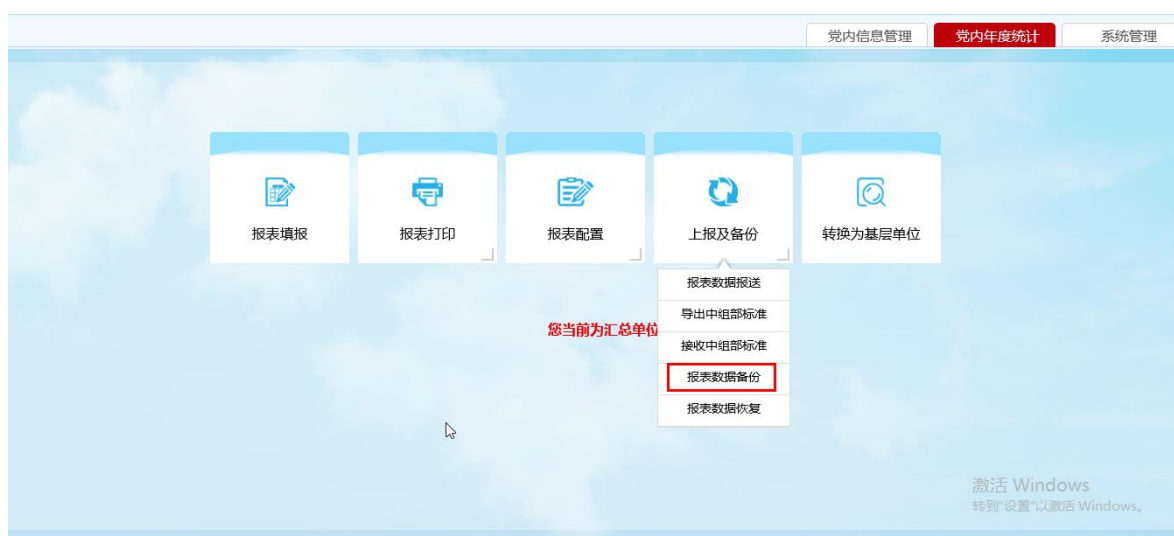 党内信息管理
党内年度统计
系统管理
报表填报
报表打印
报表配置
上报及备份
转换为基层单位
报表数据报送
导出中组部标准
您当前为汇总单位
接收中组部标准
报表数据备份
报表数据恢复
激活 Windows
转到"设置"以激活 Windows。